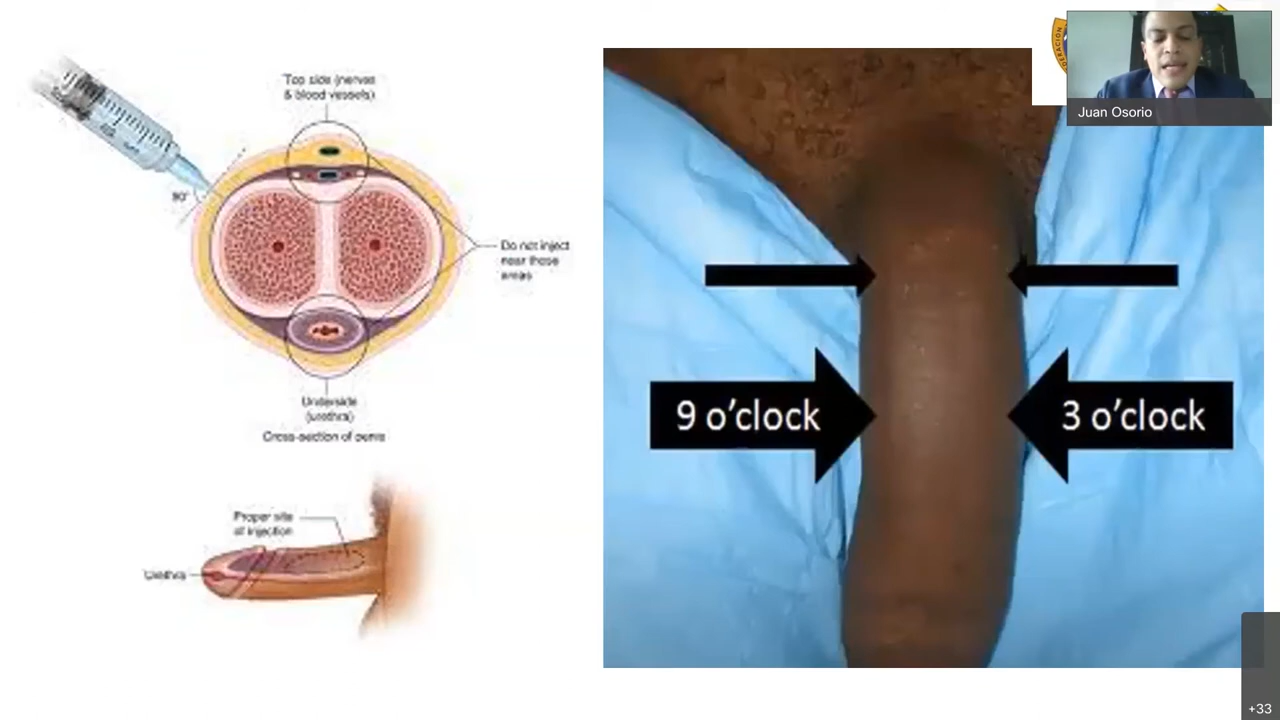 Top side (nerves
& blood vessels)
90°
Do not inject
near those
areas
Underside
(urethra)
Cross-section of penis
Proper site
of injection
Urethra
9 o’clock
3 o’clock
Juan Osorio
+33